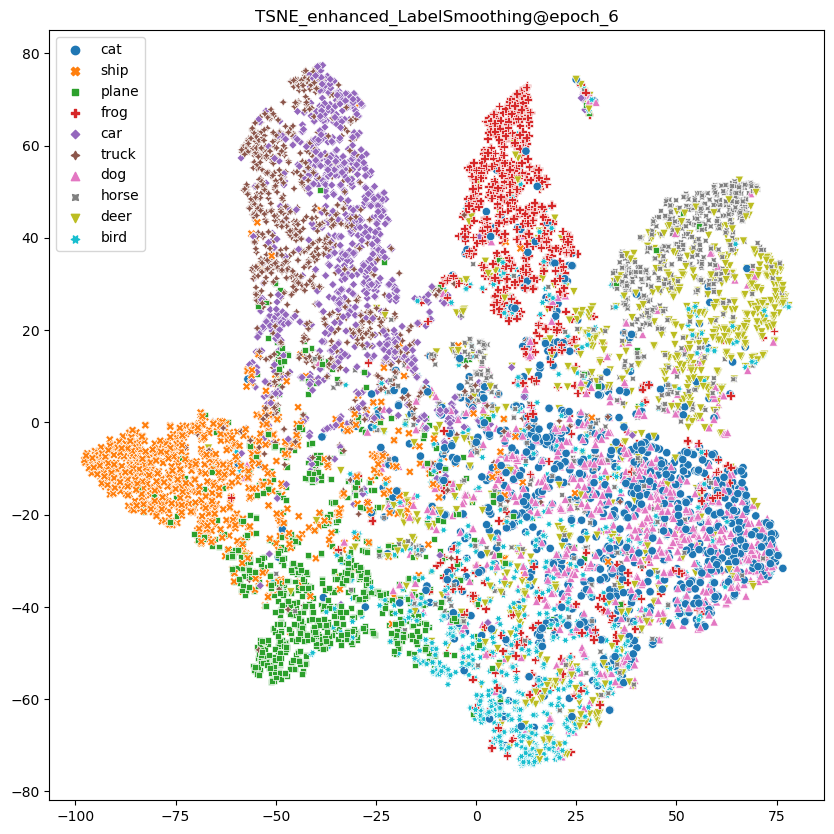 TSNE_enhanced_LabelSmoothing@epoch_6
80
60
40
20
0
−20
−40
−60
−80
cat
ship
plane
frog
car
truck
dog
horse
deer
bird
−100 −75 −50 −25 0 25 50 75